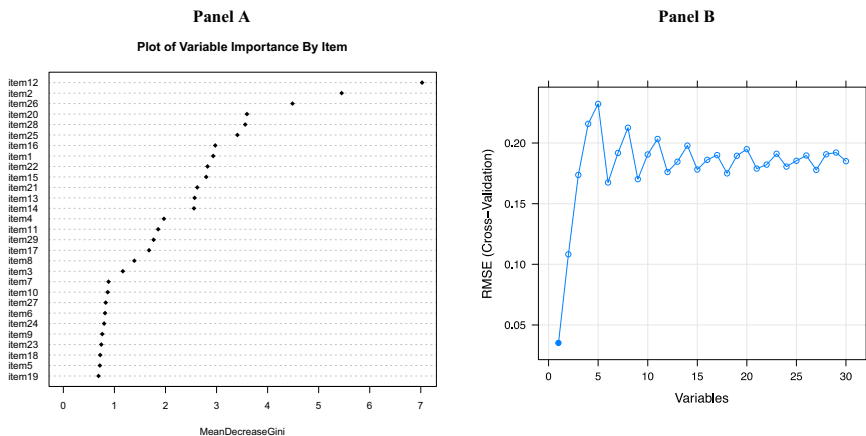 Panel A
Plot of Variable Importance By Item
item12
item2
item26
item20
item28
item25
item16
item1
item22
item15
item21
item13
item14
item4
item11
item29
item17
item8
item3
item7
item10
item27
item6
item24
item9
item23
item18
item5
item19
0 1 2 3 4 5 6 7
MeanDecreaseGini
Panel B
RMSE (Cross−Validation)
0.20
0.15
0.10
0.05
0 5 10 15 20 25 30
Variables